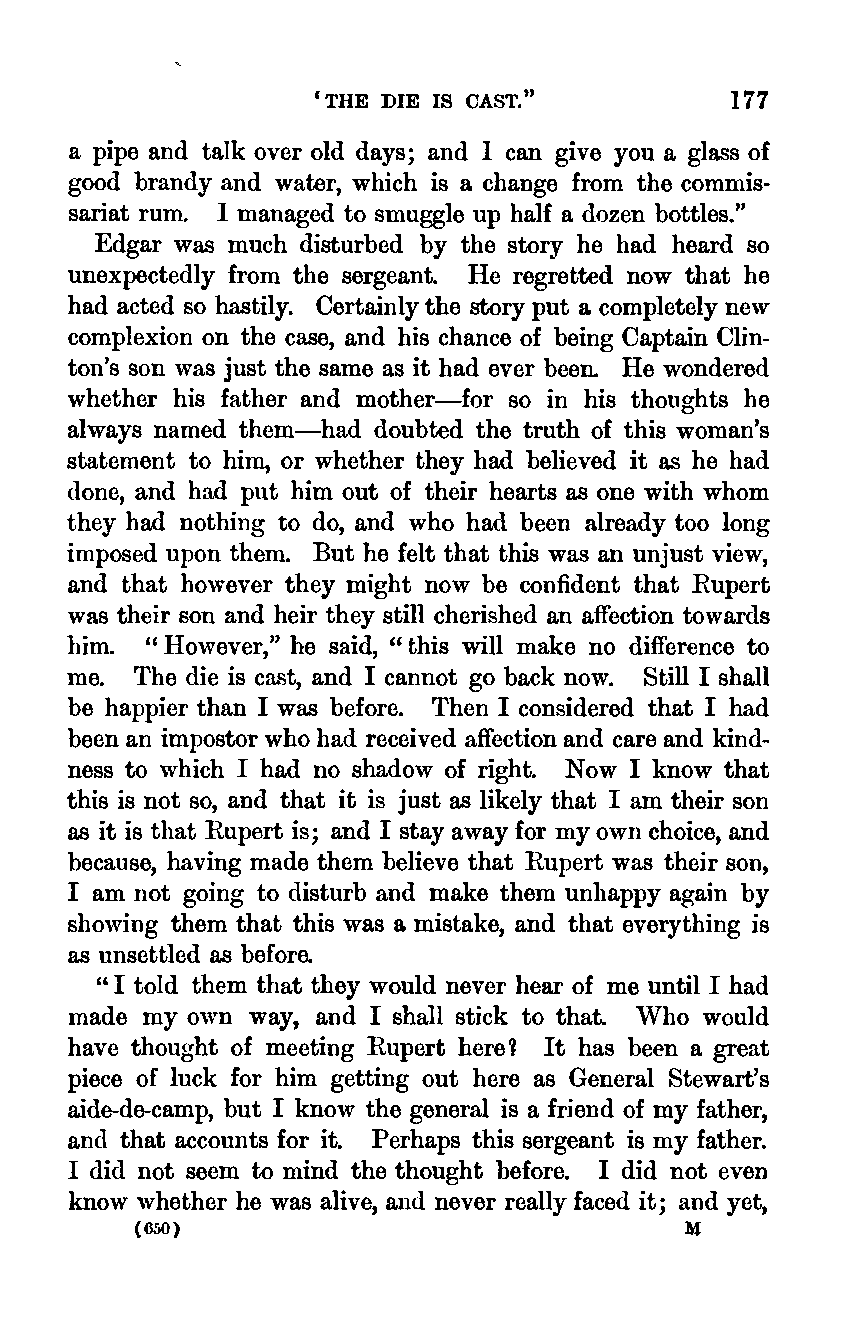 ‘THE DIE IS CAST.” 177
a pipe and talk over old days; and I can give you a glass of
good brandy and water, which is a change from the commis-
sariat rum. I managed to smuggle up half a dozen bottles.”
Edgar was much disturbed by the story he had heard so
unexpectedly from the sergeant. He regretted now that he
had acted so hastily. Certainly the story put a completely new
complexion on the case, and his chance of being Captain Clin-
ton’s son was just the same as it had ever been. He wondered
whether his father and mother—for so in his thoughts he
always named them—had doubted the truth of this woman’s
statement to him, or whether they had believed it as he had
done, and had put him out of their hearts as one with whom
they had nothing to do, and who had been already too long
imposed upon them. But he felt that this was an unjust view,
and that however they might now be confident that Rupert
was their son and heir they still cherished an affection towards
him. “However,” he said, “this will make no difference to
me. The die is cast, and I cannot go back now. Still I shall
be happier than I was before. Then I considered that I had
been an impostor who had received affection and care and kind-
ness to which I had no shadow of right. Now I know that
this is not so, and that it is just as likely that I am their son
as it is that Rupert is; and I stay away for my own choice, and
because, having made them believe that Rupert was their son,
I am not going to disturb and make them unhappy again by
showing them that this was a mistake, and that everything is
as unsettled as before.
“I told them that they would never hear of me until I had
made my own way, and I shall stick to that. Who would
have thought of meeting Rupert here? It has been a great
piece of luck for him getting out here as General Stewart’s
aide-de-camp, but I know the general is a friend of my father,
and that accounts for it. Perhaps this sergeant is my father.
I did not seem to mind the thought before. I did not even
know whether he was alive, and never really faced it; and yet,
(650) M